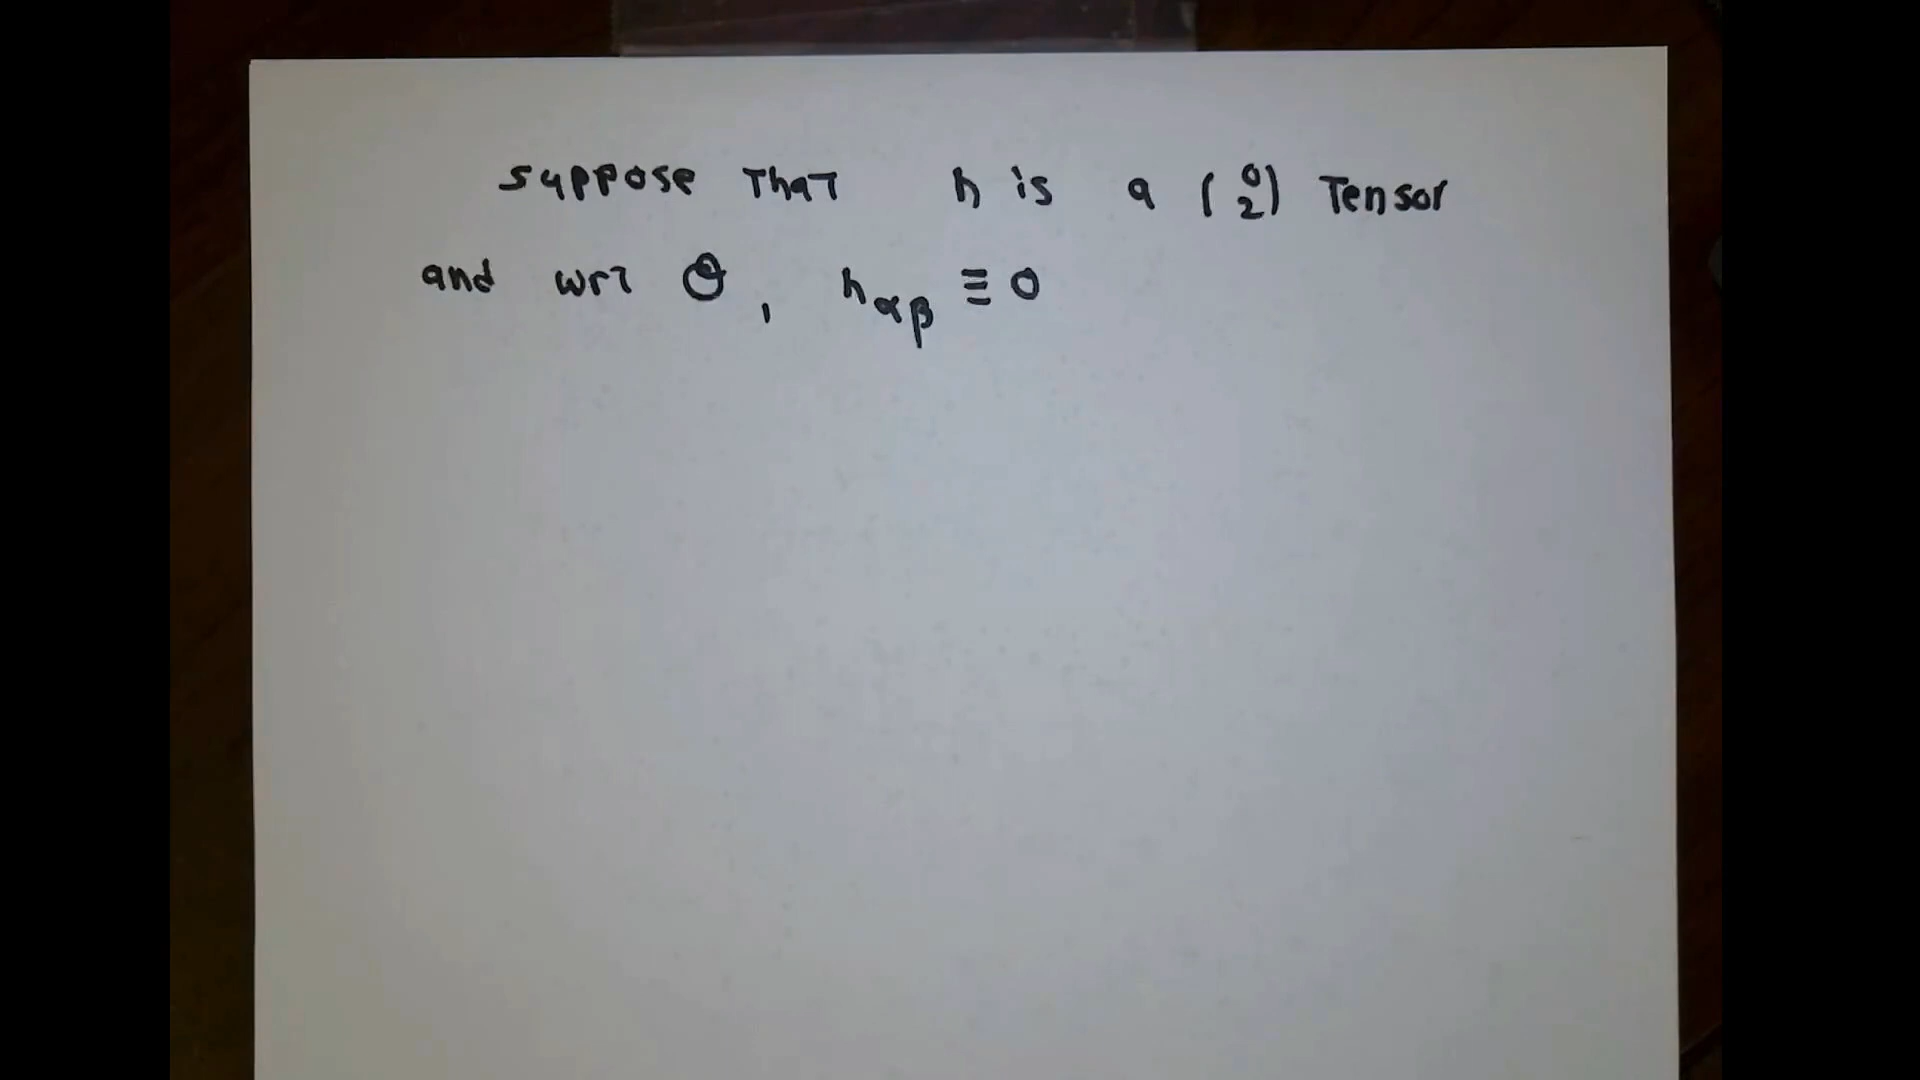 suppose that h is a (0 2) Tensor
and wrt O, hαβ ≡ 0